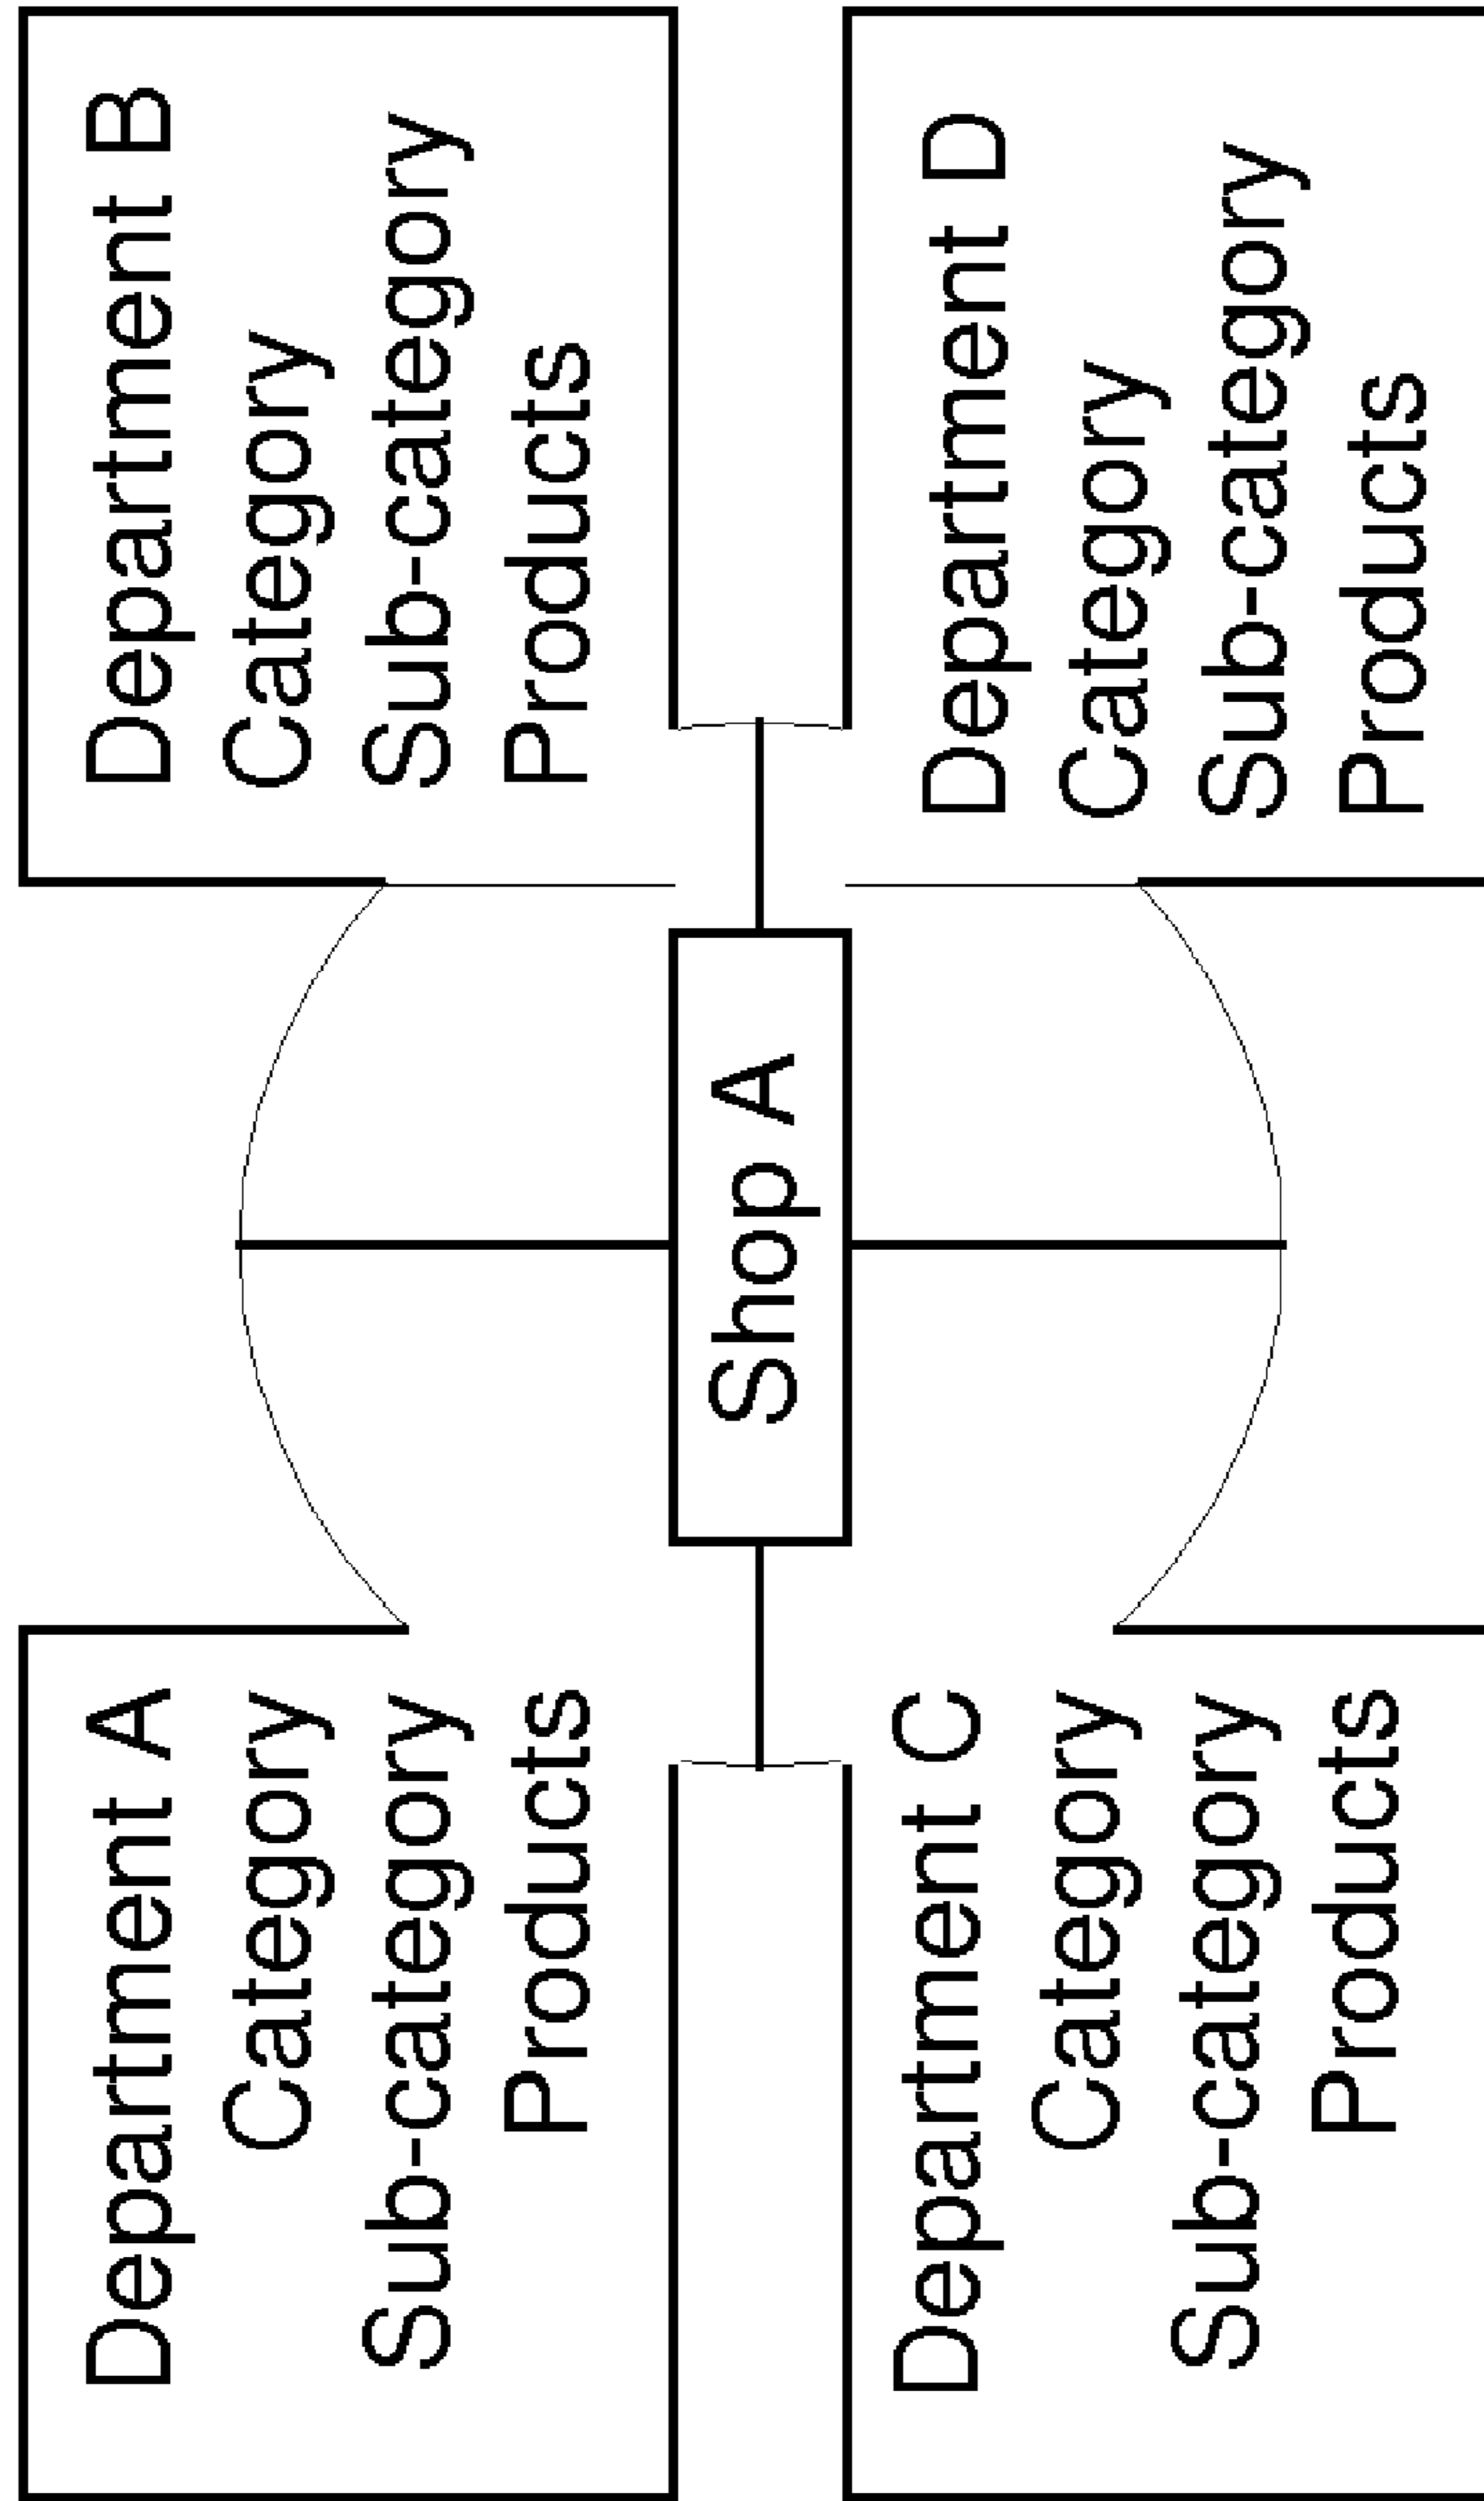 Department A
Category
Sub-category
Products
Department B
Category
Sub-category
Products
Shop A
Department C
Category
Sub-category
Products
Department D
Category
Sub-category
Products